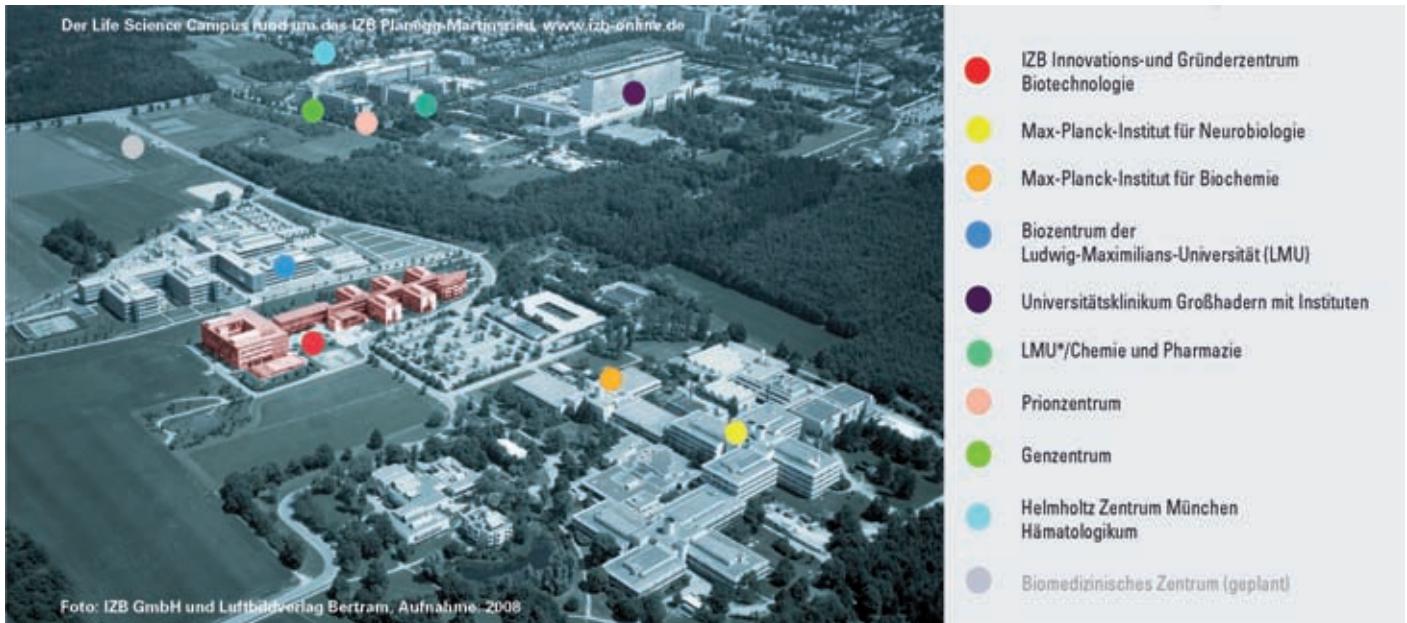 Der Life Science Campus rund um das IZB Planegg-Martinsried, www.izb-online.de
IZB Innovations-und Gründerzentrum
Biotechnologie
Max-Planck-Institut für Neurobiologie
Max-Planck-Institut für Biochemie
Biozentrum der
Ludwig-Maximilians-Universität (LMU)
Universitätsklinikum Großhadern mit Instituten
LMU*/Chemie und Pharmazie
Prionzentrum
Genzentrum
Helmholtz Zentrum München
Hämatologikum
Biomedizinisches Zentrum (geplant)
Foto: IZB GmbH und Luftbildverlag Bertram, Aufnahme: 2008